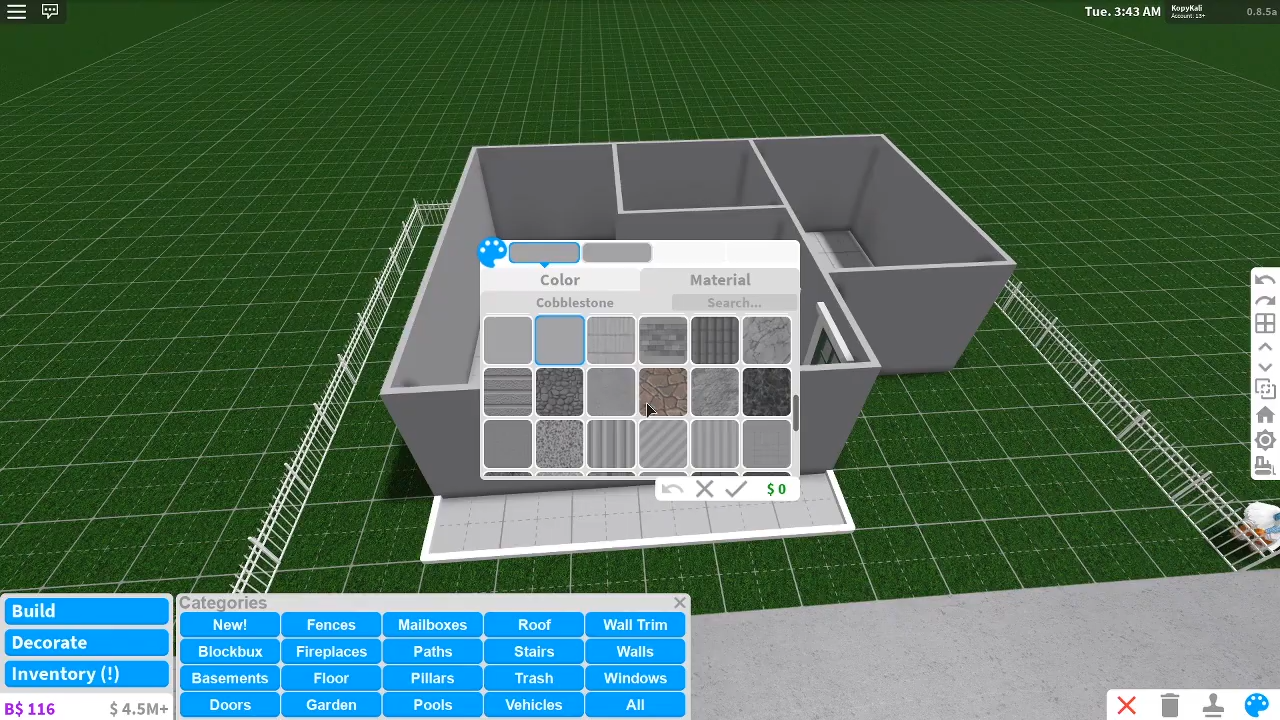 Tue. 3:43 AM
KopyKali
Account: 13+
0.8.5a
Color
Material
Cobblestone
Search...
$ 0
Build
Decorate
Inventory (!)
B$ 116
$ 4.5M+
Categories
New! Fences Mailboxes Roof Wall Trim
Blockbux Fireplaces Paths Stairs Walls
Basements Floor Pillars Trash Windows
Doors Garden Pools Vehicles All